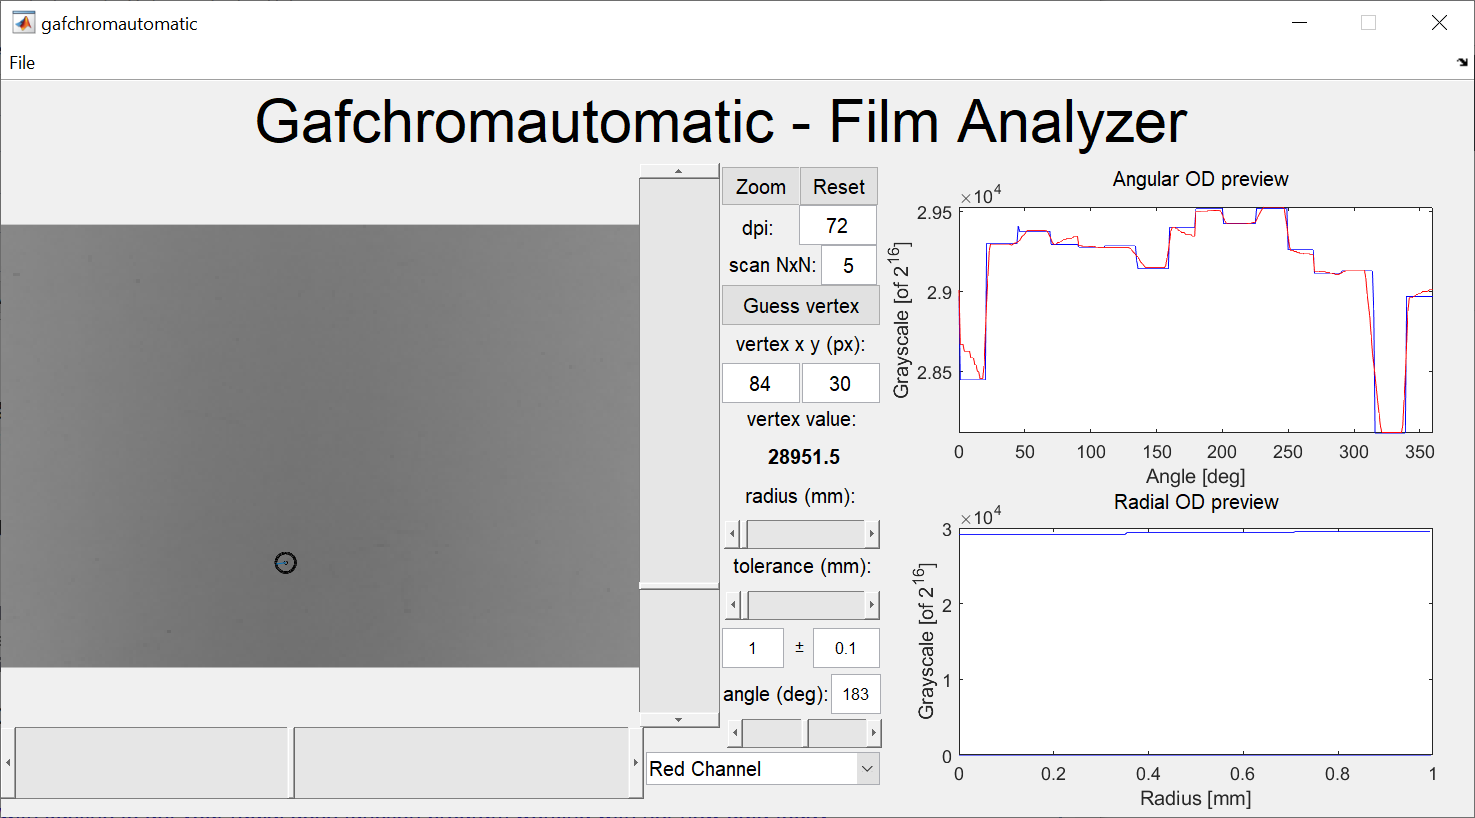 gafchromautomatic
File
Gafchromautomatic - Film Analyzer
Zoom Reset
dpi: 72
scan NxN: 5
Guess vertex
vertex x y (px):
84 30
vertex value:
28951.5
radius (mm):
tolerance (mm):
1 ± 0.1
angle (deg): 183
Red Channel
Angular OD preview
×10^4
2.95
2.9
2.85
Grayscale [of 2^16]
0 50 100 150 200 250 300 350
Angle [deg]
Radial OD preview
×10^4
3
2
1
0
Grayscale [of 2^16]
0 0.2 0.4 0.6 0.8 1
Radius [mm]